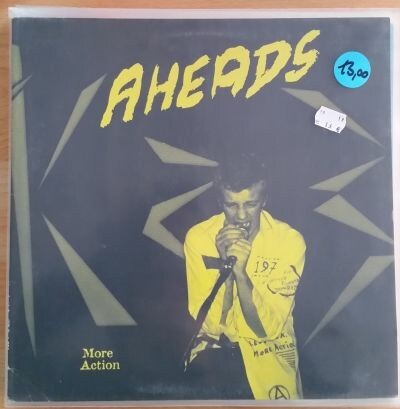 AHEADS
13,00
197
MORE Action
More
Action